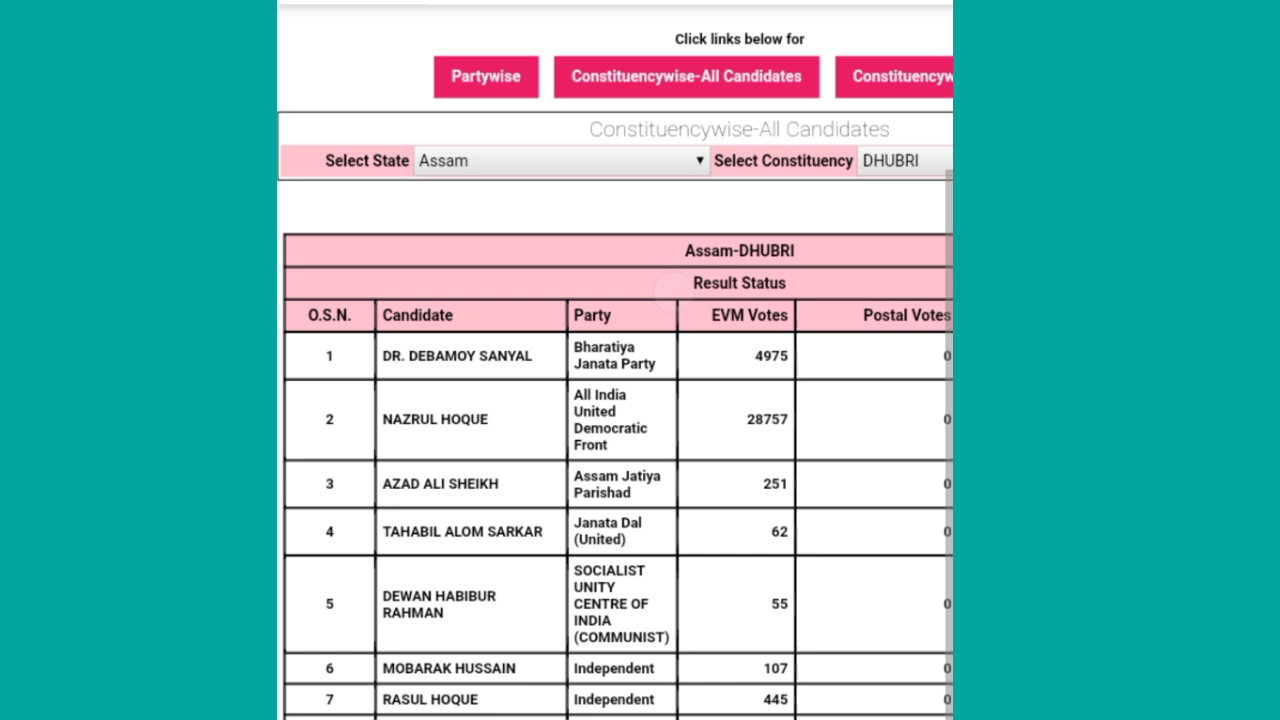 Click links below for
Partywise Constituencywise-All Candidates Constituencyw
Constituencywise-All Candidates
Select State Assam ▼ Select Constituency DHUBRI
Assam-DHUBRI
Result Status
O.S.N. Candidate Party EVM Votes Postal Votes
1 DR. DEBAMOY SANYAL Bharatiya
Janata Party 4975 0
2 NAZRUL HOQUE All India
United
Democratic
Front 28757 0
3 AZAD ALI SHEIKH Assam Jatiya
Parishad 251 0
4 TAHABIL ALOM SARKAR Janata Dal
(United) 62 0
5 DEWAN HABIBUR
RAHMAN SOCIALIST
UNITY
CENTRE OF
INDIA
(COMMUNIST) 55 0
6 MOBARAK HUSSAIN Independent 107 0
7 RASUL HOQUE Independent 445 0